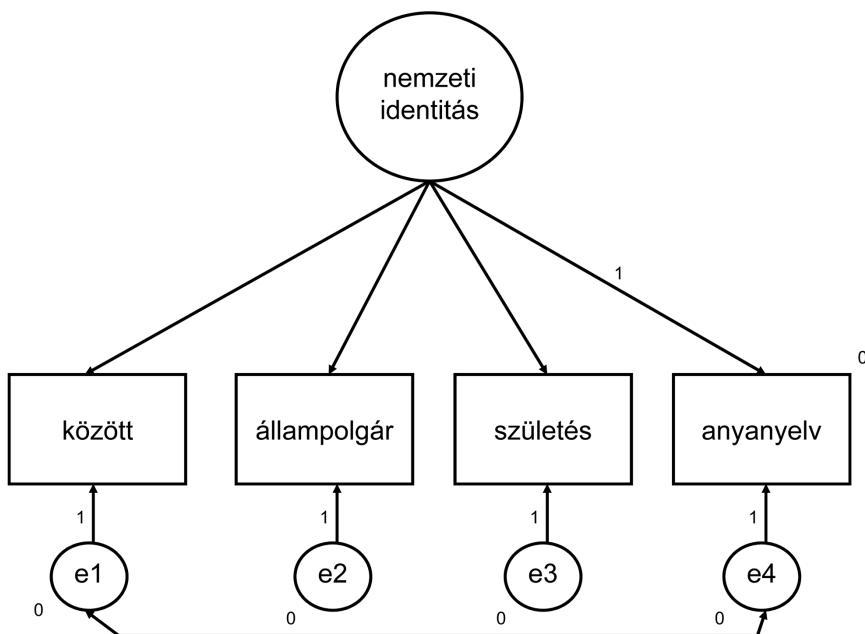 nemzeti
identitás
1
0
között
állampolgár
születés
anyanyelv
1
1
1
1
e1
e2
e3
e4
0
0
0
0